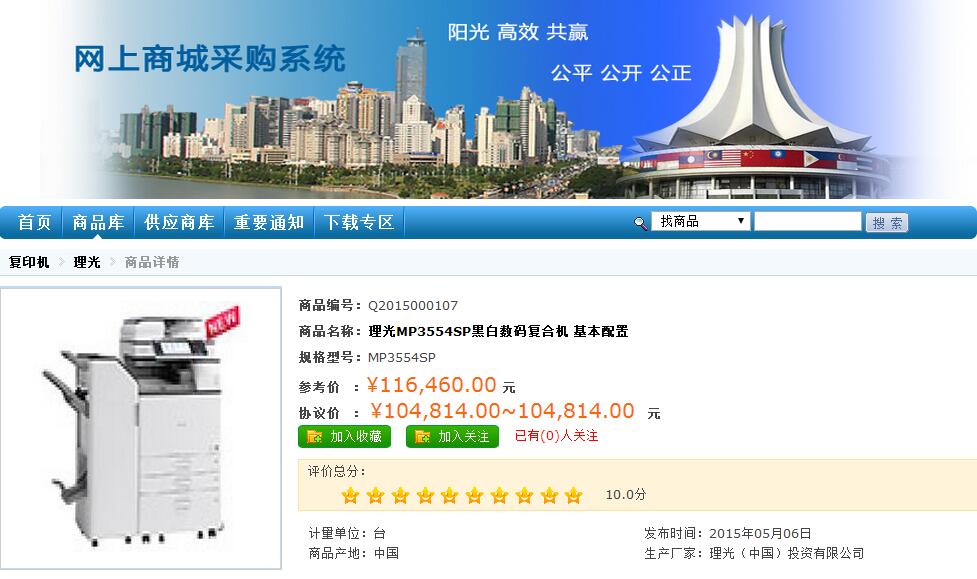 网上商城采购系统
阳光 高效 共赢
公平 公开 公正
首页 商品库 供应商库 重要通知 下载专区 找商品 搜 索
复印机 理光 商品详情
NEW
商品编号：Q2015000107
商品名称：理光MP3554SP黑白数码复合机 基本配置
规格型号：MP3554SP
参考价 ：¥116,460.00 元
协议价 ：¥104,814.00~104,814.00 元
加入收藏 加入关注 已有(0)人关注
评价总分：
10.0分
计量单位：台 发布时间：2015年05月06日
商品产地：中国 生产厂家：理光（中国）投资有限公司